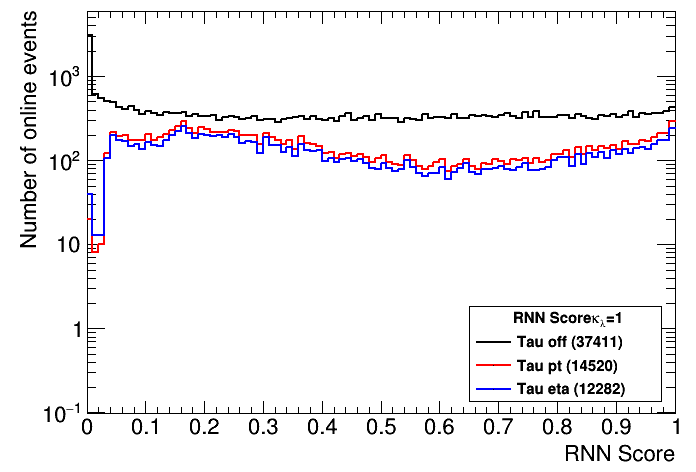 Number of online events
10³
10²
10
1
10⁻¹
0 0.1 0.2 0.3 0.4 0.5 0.6 0.7 0.8 0.9 1
RNN Score
RNN Scoreκλ=1
Tau off (37411)
Tau pt (14520)
Tau eta (12282)